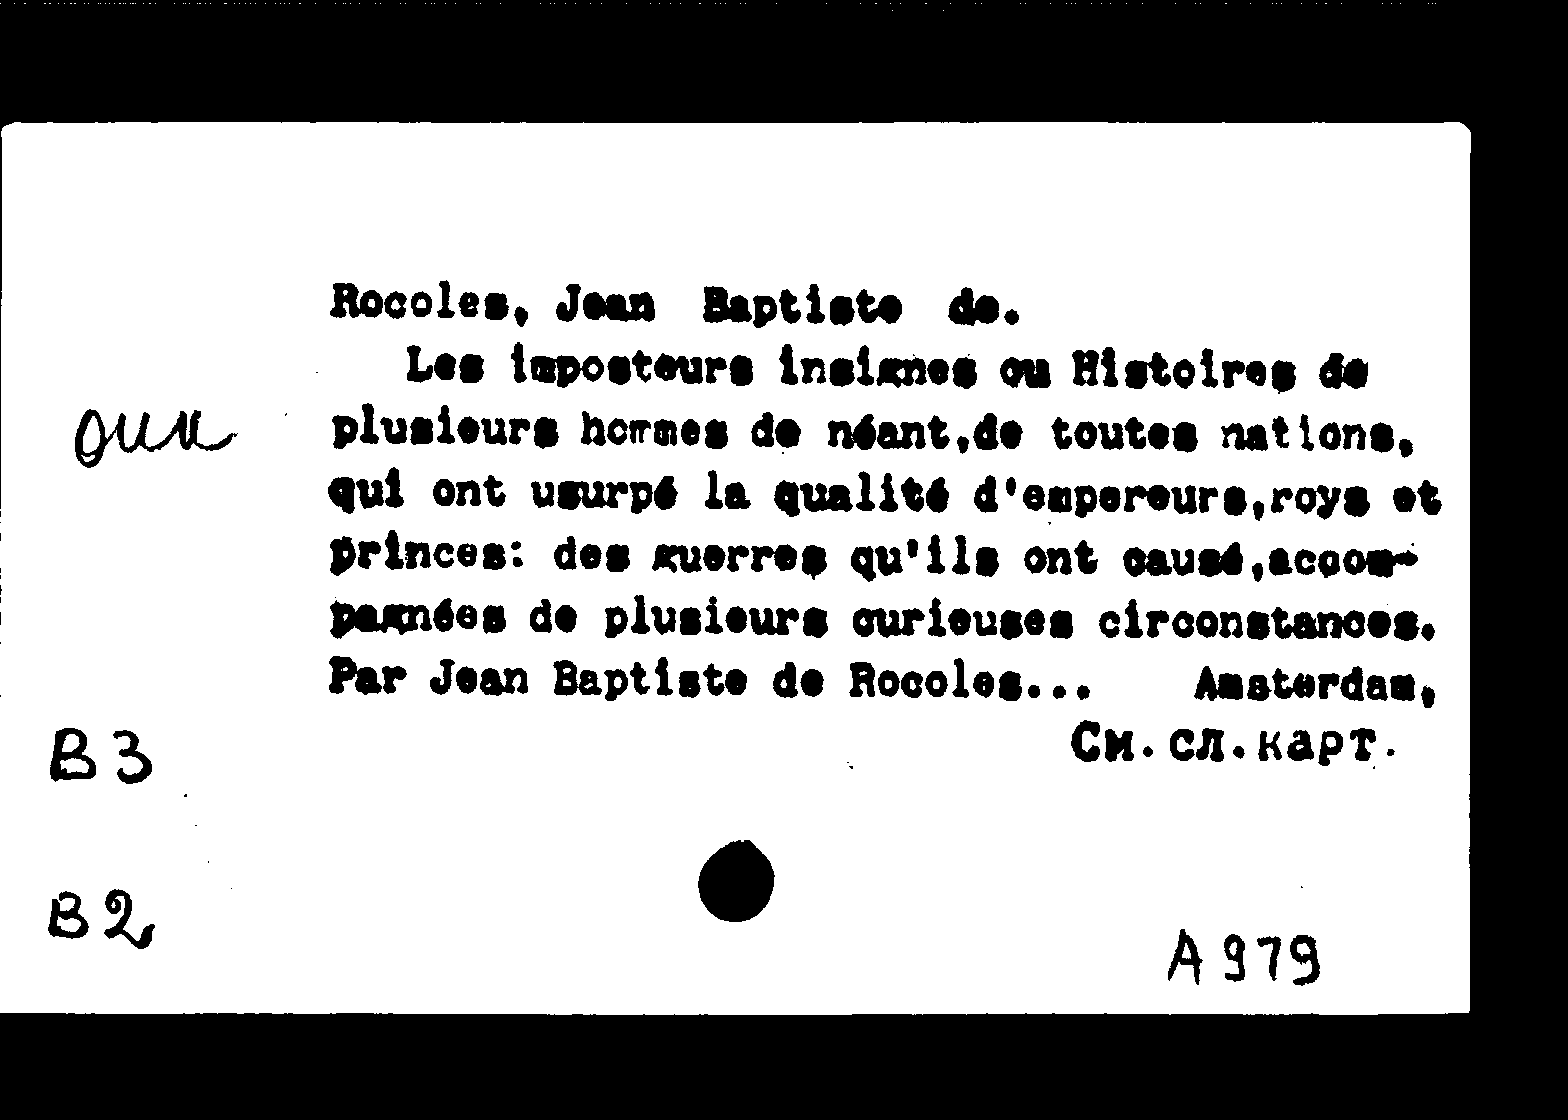 Rocoles, Jean Baptiste de.
Les imposteurs insignes ou Histoires de
plusieurs hommes de néant,de toutes nations,
qui ont usurpé la qualité d'empereurs,roys et
princes: des guerres qu'ils ont causé,accom-
pagnées de plusieurs curieuses circonstances.
Par Jean Baptiste de Rocoles... Amsterdam,
См.сл.карт.
B3
B2
A979